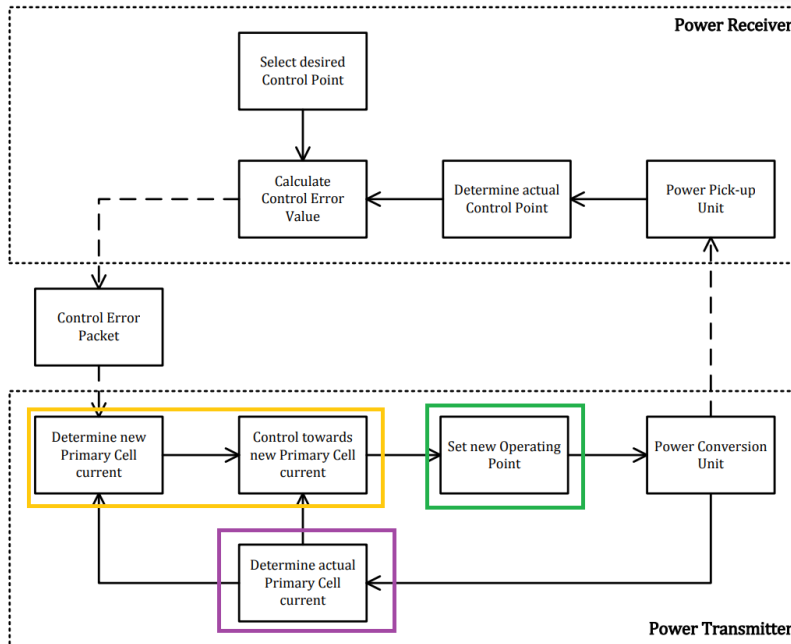 Power Receiver
Select desired
Control Point
Calculate
Control Error
Value
Determine actual
Control Point
Power Pick-up
Unit
Control Error
Packet
Determine new
Primary Cell
current
Control towards
new Primary Cell
current
Set new Operating
Point
Power Conversion
Unit
Determine actual
Primary Cell
current
Power Transmitter